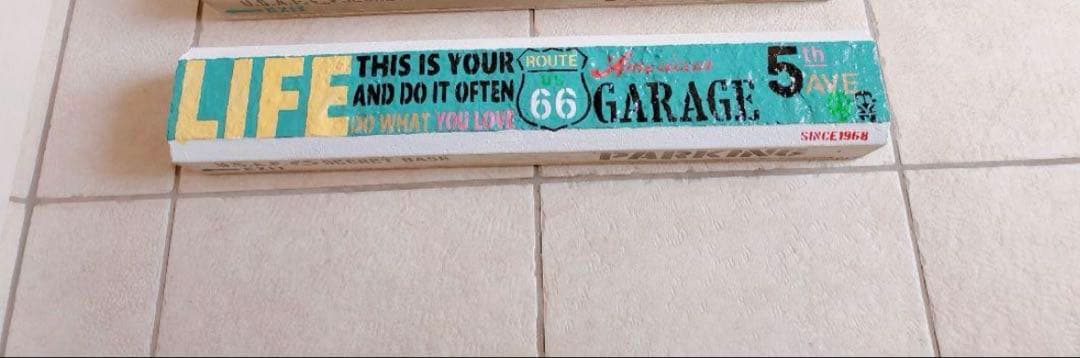 LIFE
THIS IS YOUR
AND DO IT OFTEN
DO WHAT YOU LOVE
ROUTE
US
66
American
GARAGE
5th
AVE
SINCE1968
PARKING
EXIT